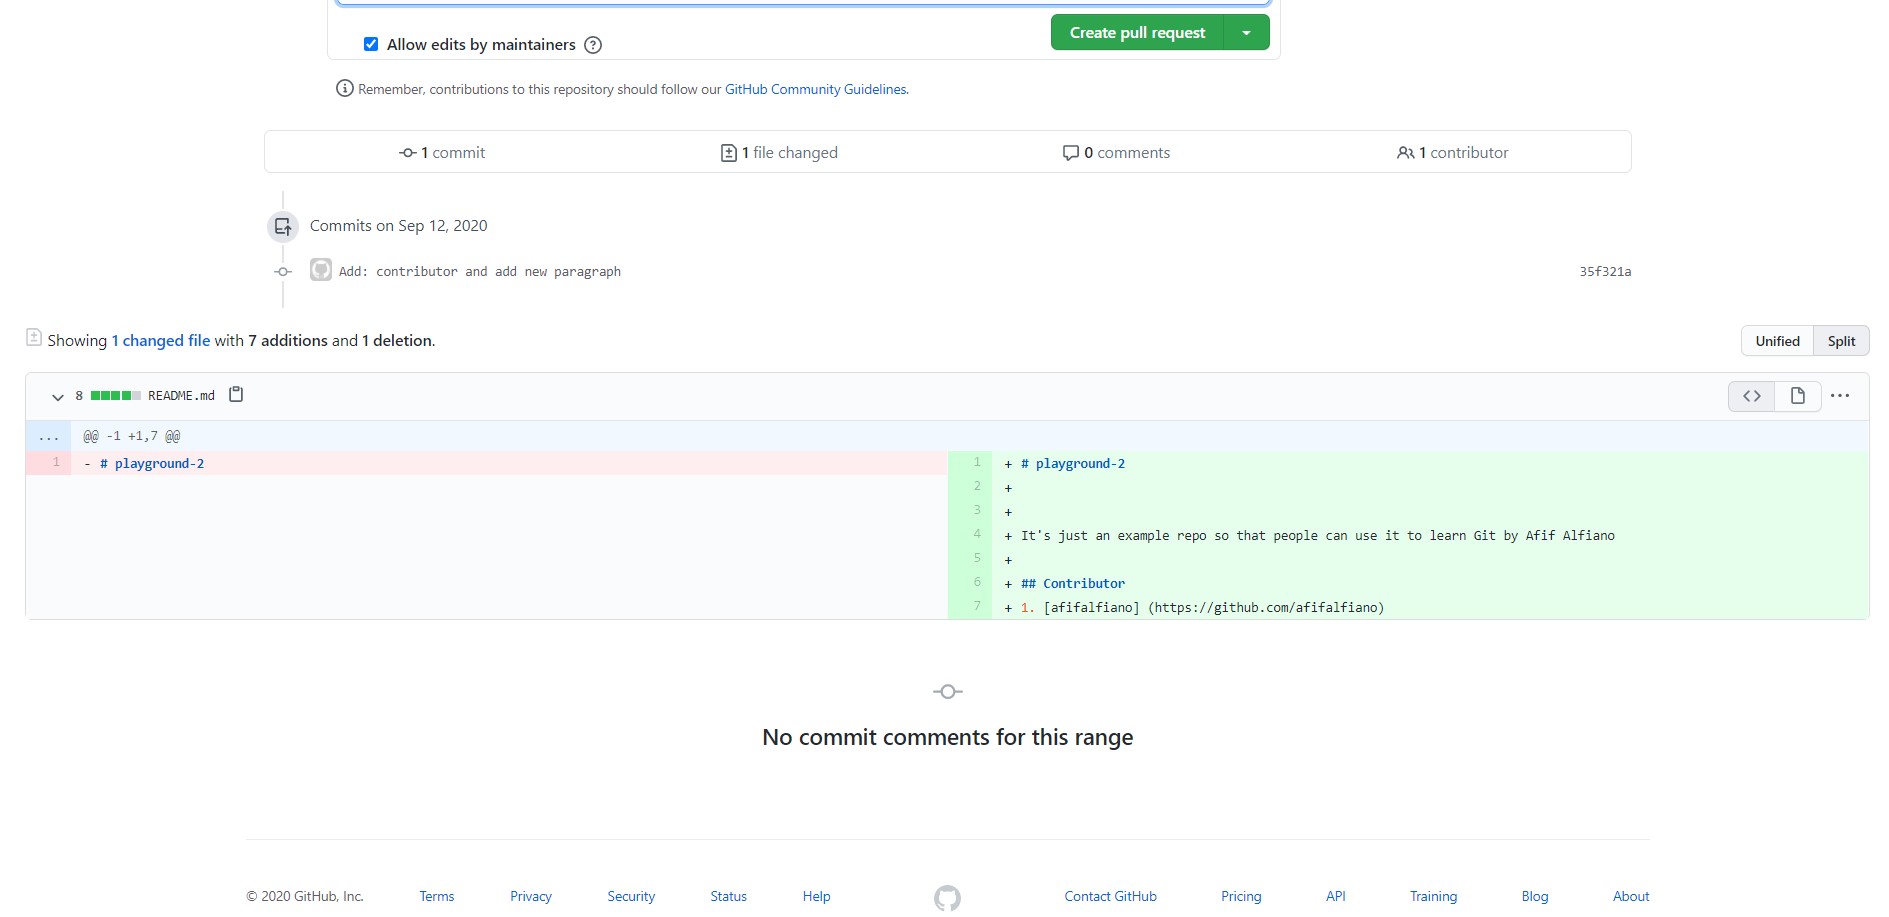 Allow edits by maintainers
Create pull request
Remember, contributions to this repository should follow our GitHub Community Guidelines.
1 commit
1 file changed
0 comments
1 contributor
Commits on Sep 12, 2020
Add: contributor and add new paragraph
35f321a
Showing 1 changed file with 7 additions and 1 deletion.
Unified
Split
8 README.md
... @@ -1 +1,7 @@
1 - # playground-2
1 + # playground-2
2 +
3 +
4 + It's just an example repo so that people can use it to learn Git by Afif Alfiano
5 +
6 + ## Contributor
7 + 1. [afifalfiano] (https://github.com/afifalfiano)
No commit comments for this range
© 2020 GitHub, Inc.
Terms
Privacy
Security
Status
Help
Contact GitHub
Pricing
API
Training
Blog
About